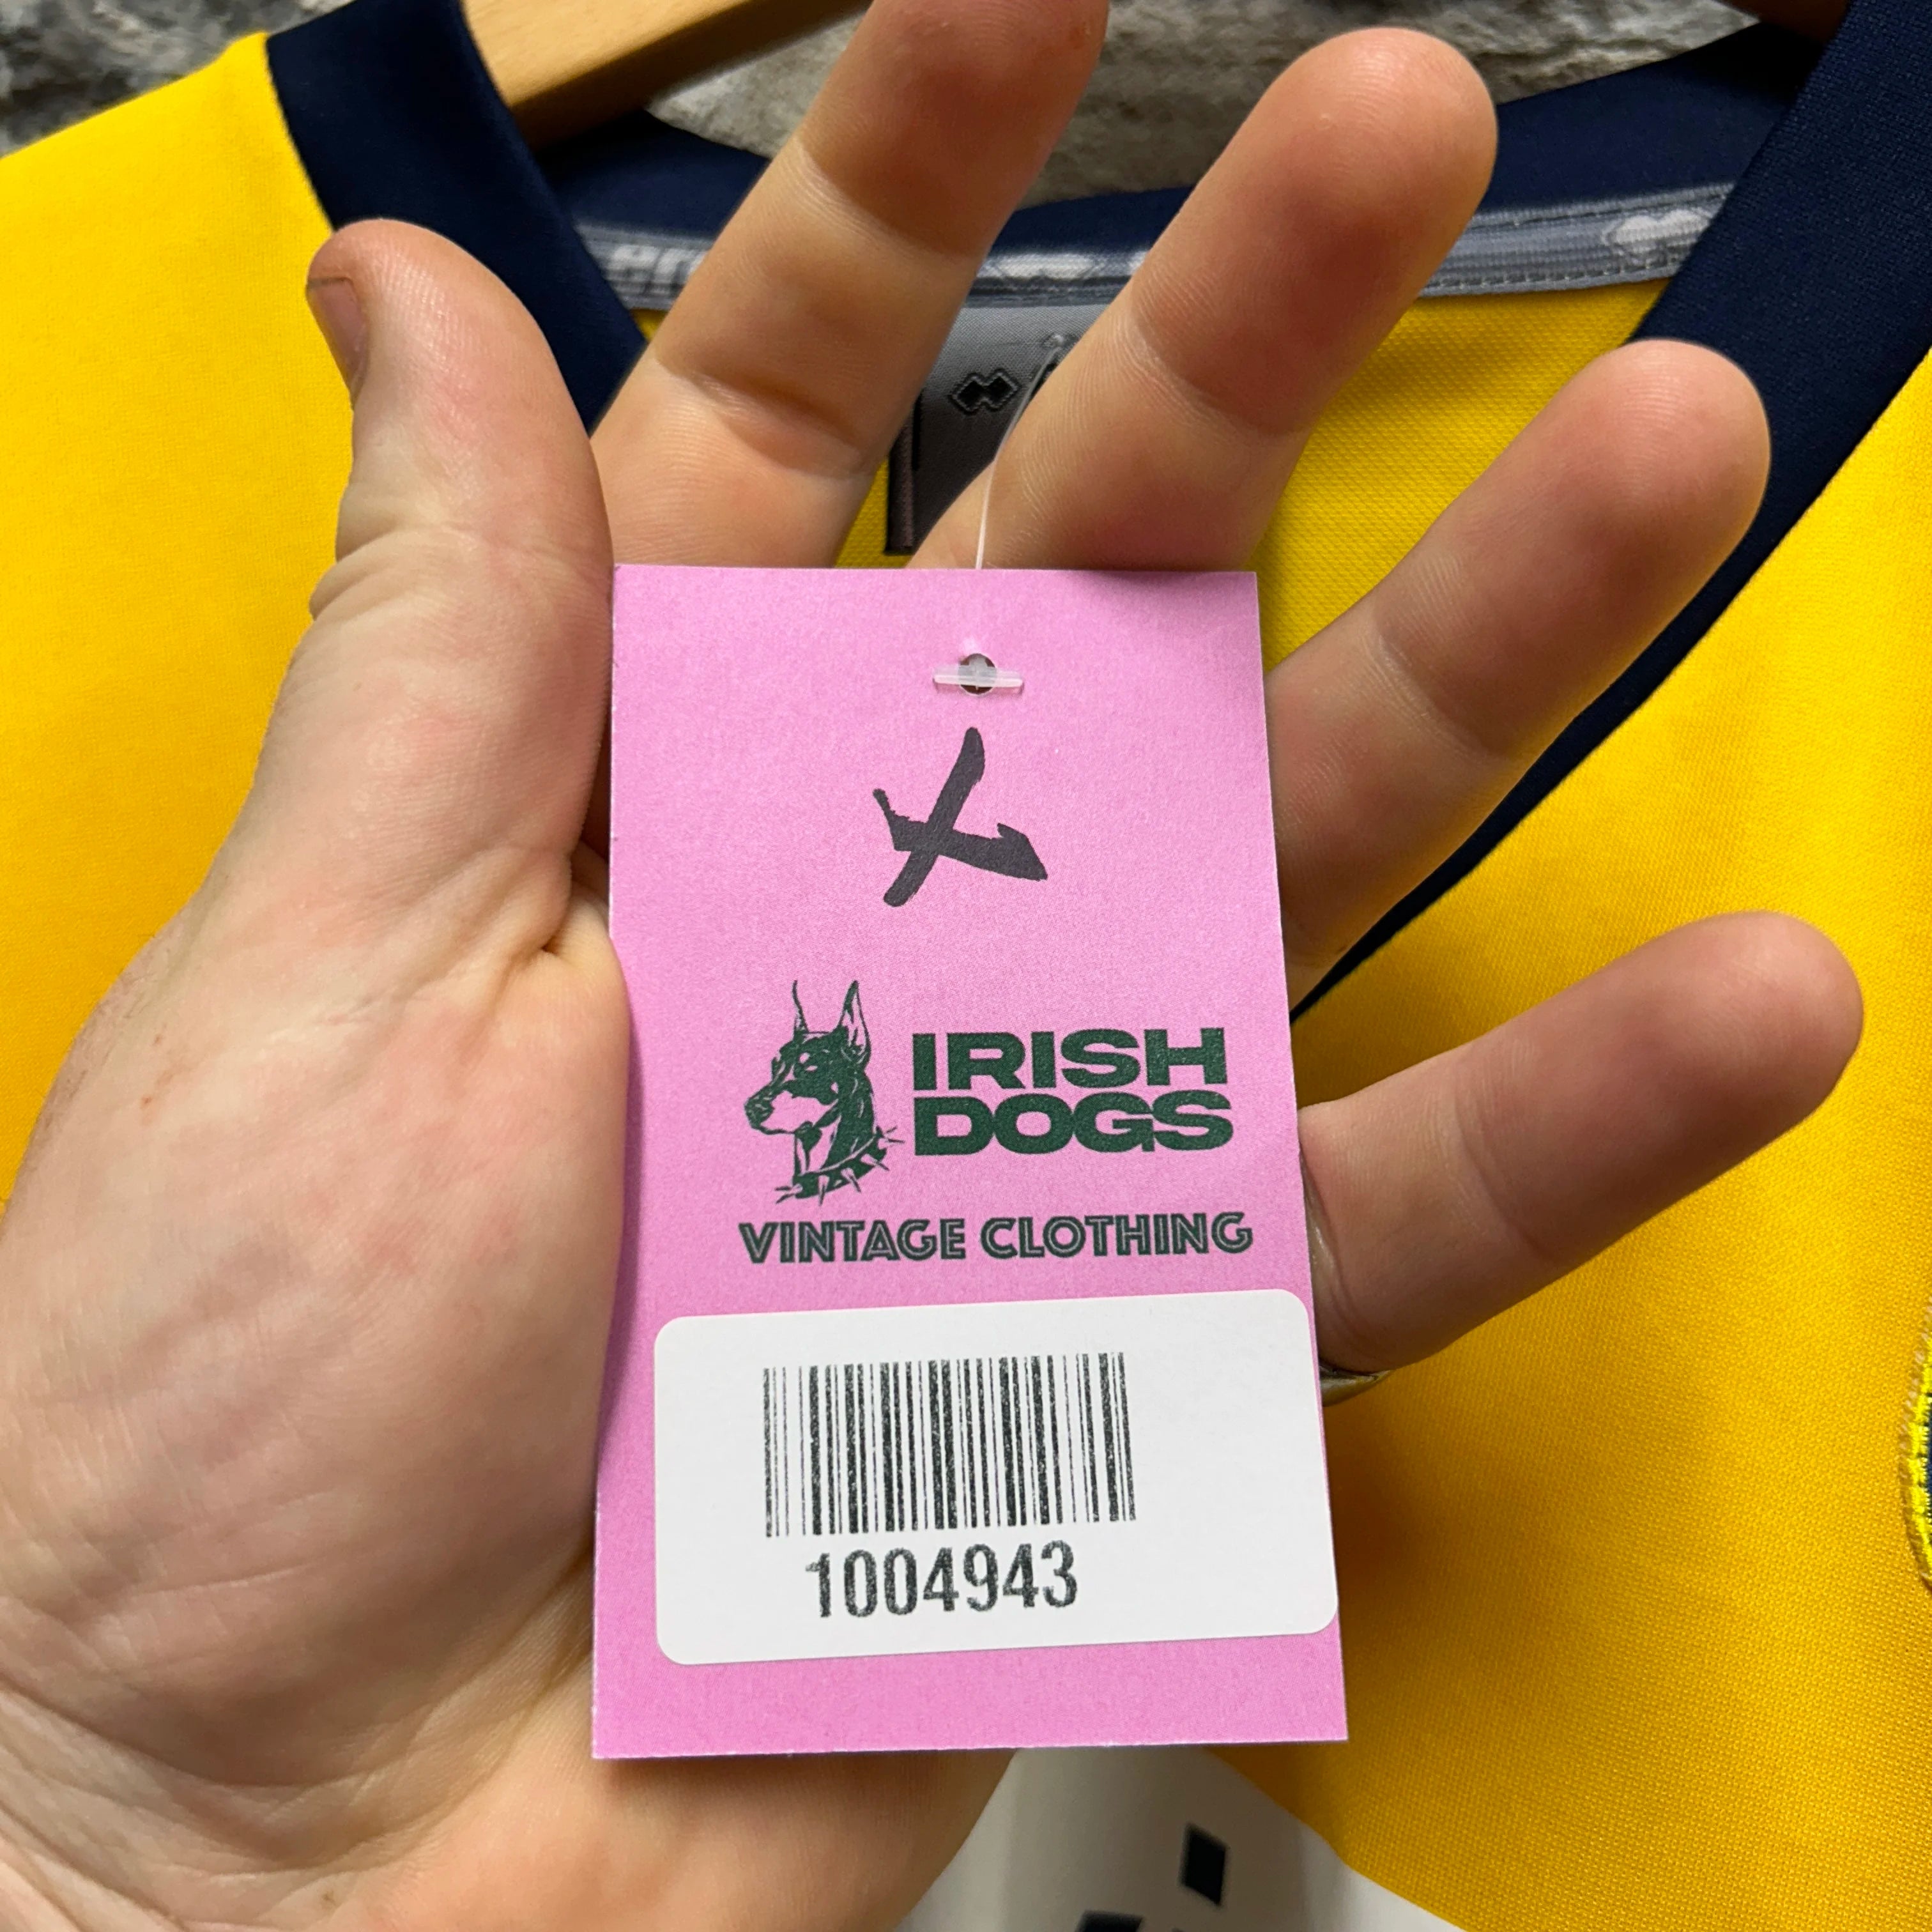 IRISH
DOGS
VINTAGE CLOTHING
1004943